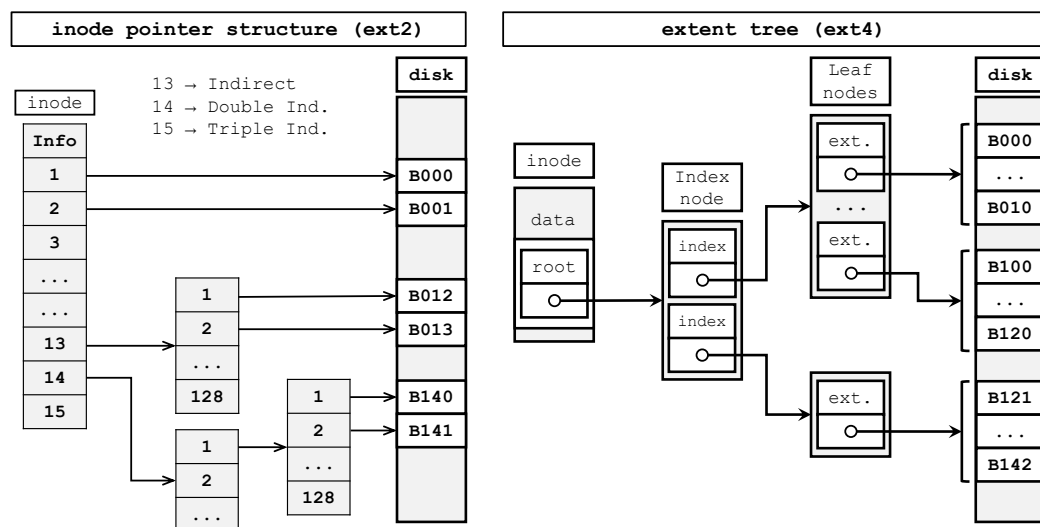 inode pointer structure (ext2)
13 → Indirect
14 → Double Ind.
15 → Triple Ind.
inode
Info
1
2
3
...
...
13
14
15
1
2
...
128
1
2
...
1
2
...
128
disk
B000
B001
B012
B013
B140
B141
extent tree (ext4)
inode
data
root
Index
node
index
index
Leaf
nodes
ext.
...
ext.
ext.
disk
B000
...
B010
B100
...
B120
B121
...
B142